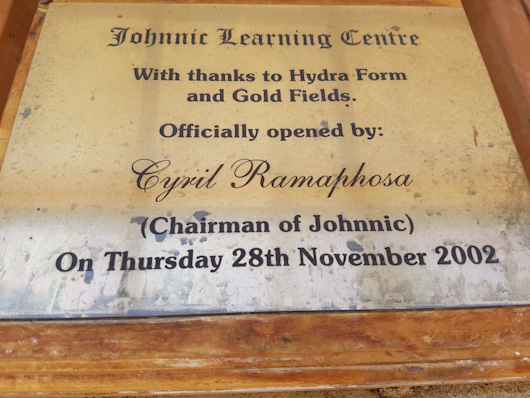 Johnnic Learning Centre
With thanks to Hydra Form
and Gold Fields.
Officially opened by:
Cyril Ramaphosa
(Chairman of Johnnic)
On Thursday 28th November 2002